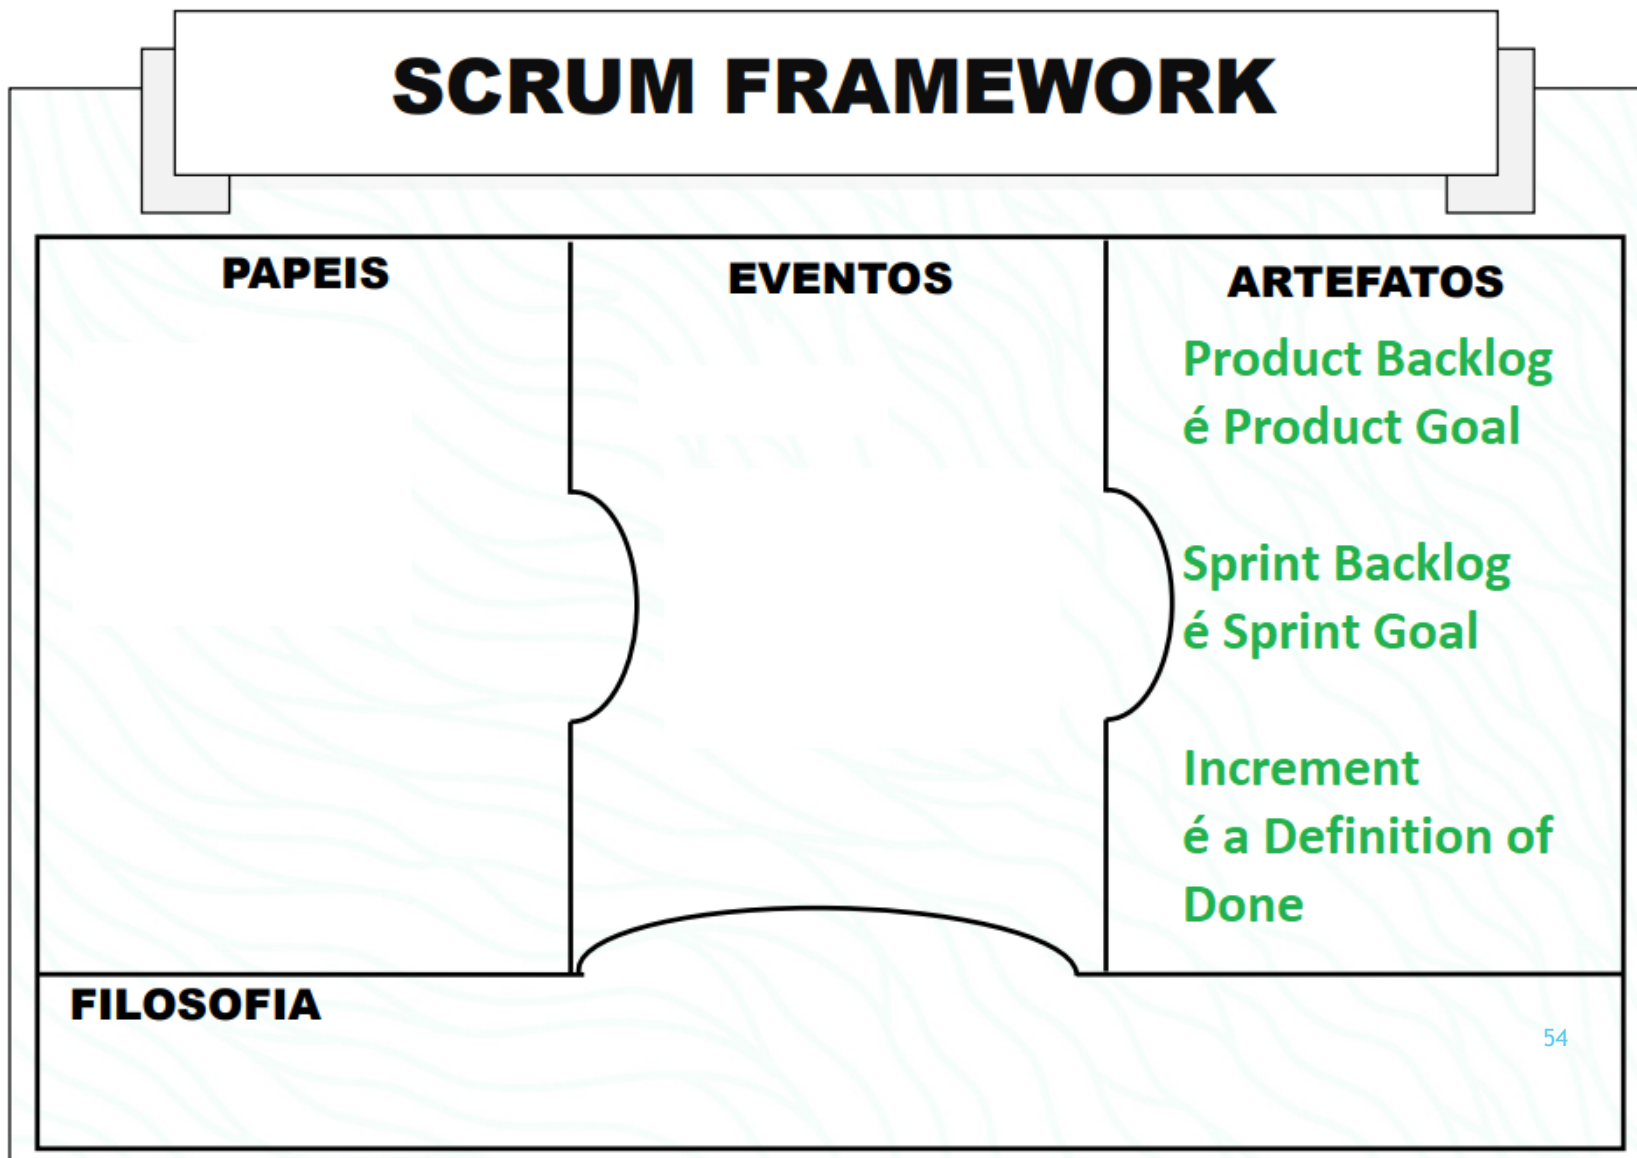 SCRUM FRAMEWORK
PAPEIS
EVENTOS
ARTEFATOS
Product Backlog
é Product Goal
Sprint Backlog
é Sprint Goal
Increment
é a Definition of
Done
FILOSOFIA
54